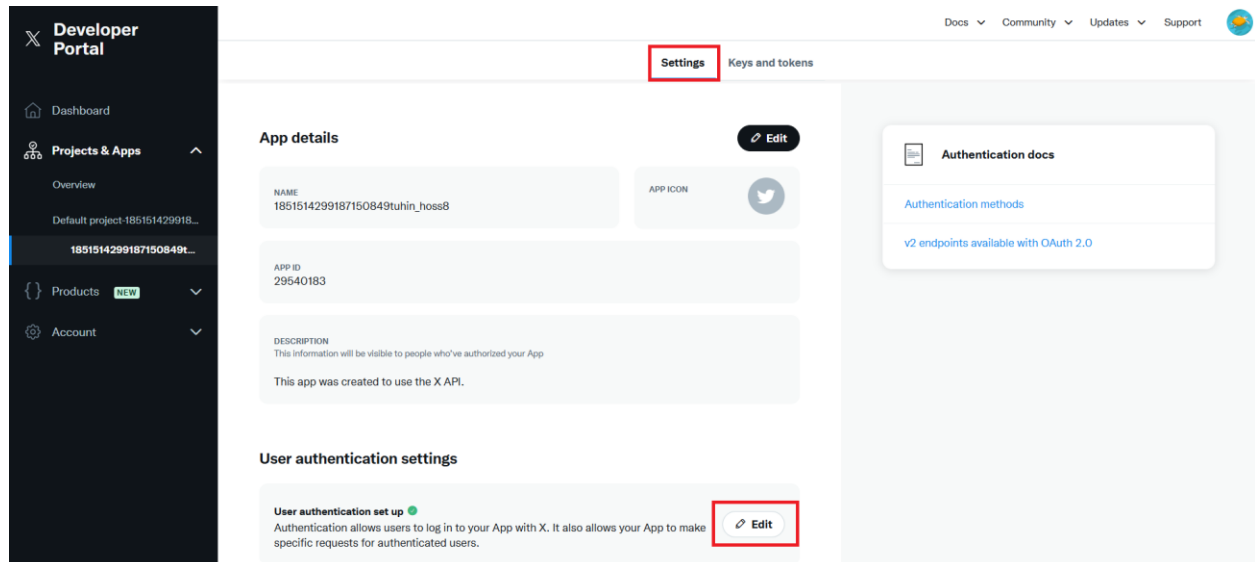 Developer
Portal
Docs
Community
Updates
Support
Settings
Keys and tokens
Dashboard
Projects & Apps
Overview
Default project-185151429918...
1851514299187150849t...
Products NEW
Account
App details
Edit
NAME
1851514299187150849tuhin_hoss8
APP ICON
APP ID
29540183
DESCRIPTION
This information will be visible to people who've authorized your App
This app was created to use the X API.
User authentication settings
User authentication set up
Authentication allows users to log in to your App with X. It also allows your App to make
specific requests for authenticated users.
Edit
Authentication docs
Authentication methods
v2 endpoints available with OAuth 2.0